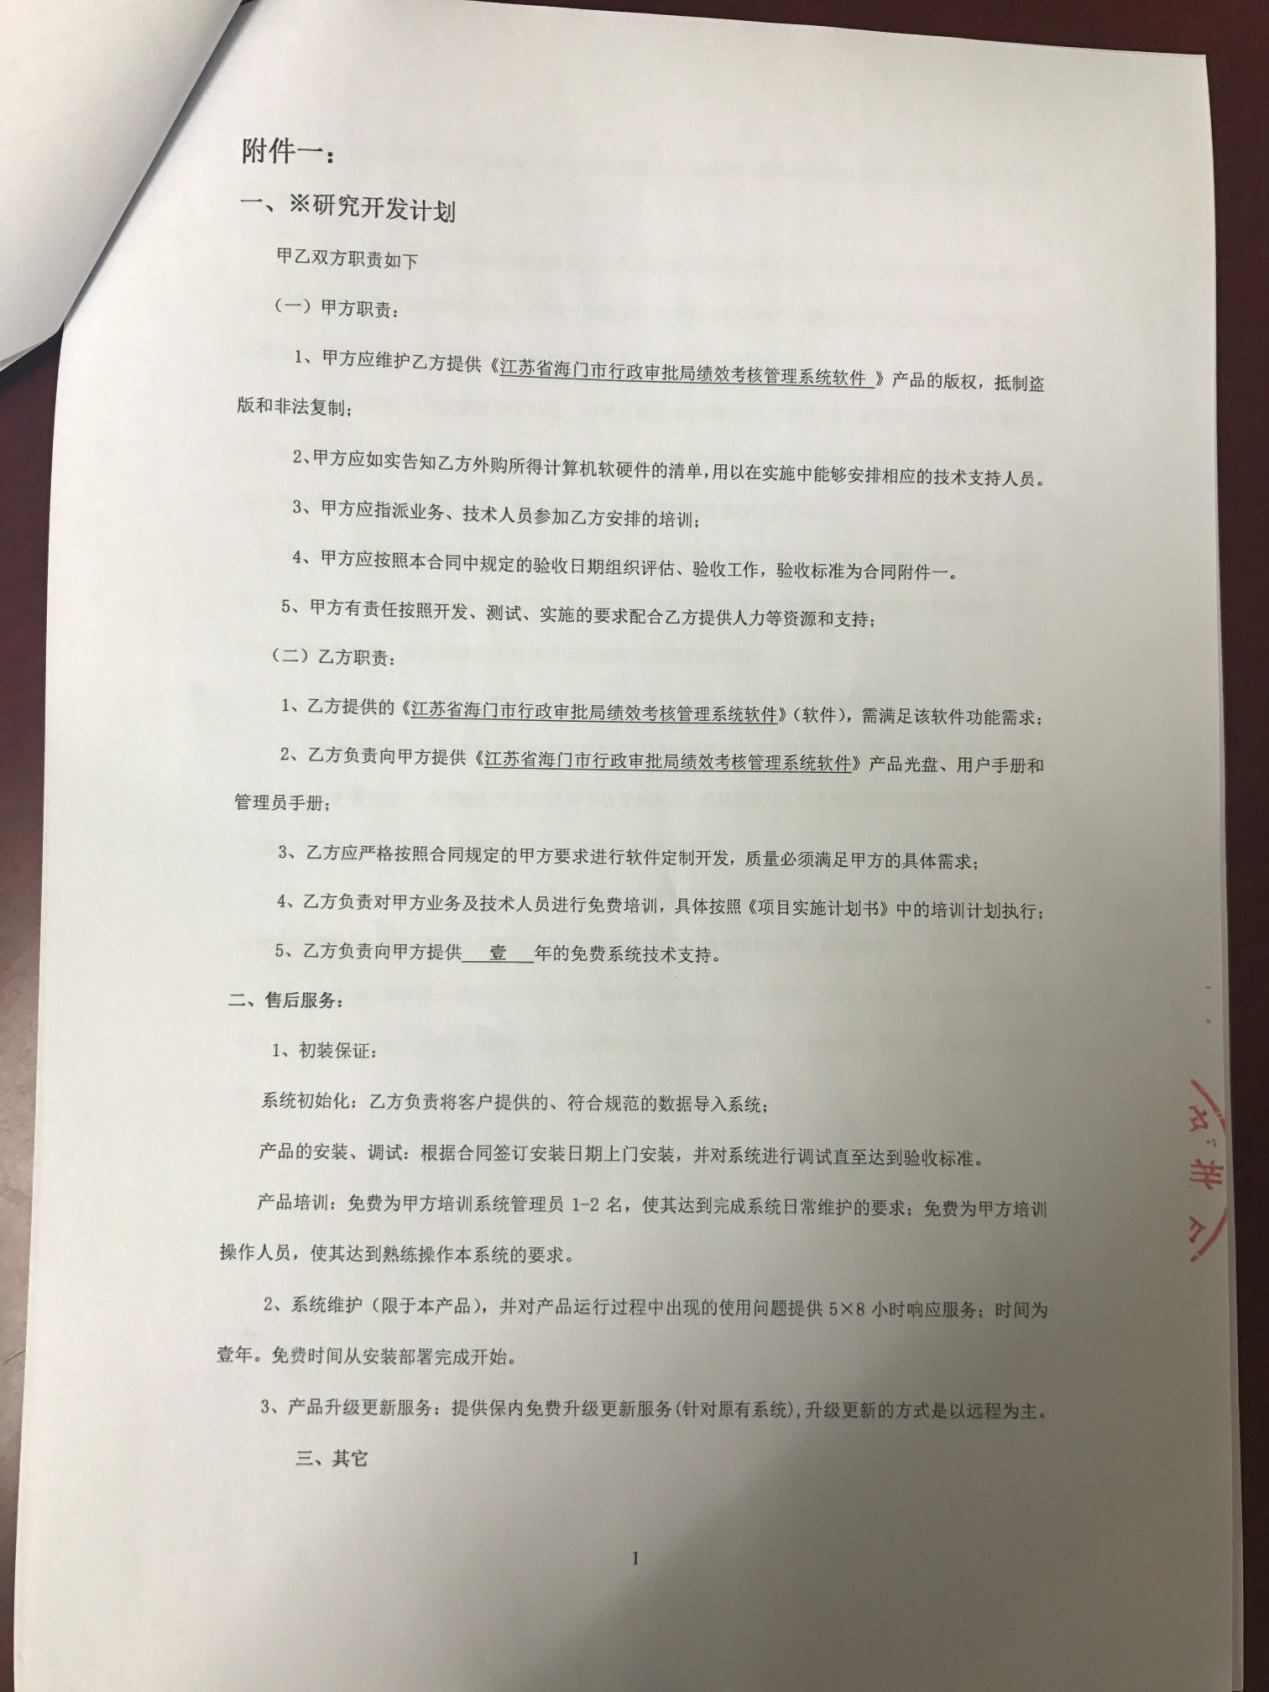 附件一：
一、※研究开发计划
甲乙双方职责如下
（一）甲方职责：
1、甲方应维护乙方提供《江苏省海门市行政审批局绩效考核管理系统软件 》产品的版权，抵制盗
版和非法复制；
2、甲方应如实告知乙方外购所得计算机软硬件的清单,用以在实施中能够安排相应的技术支持人员。
3、甲方应指派业务、技术人员参加乙方安排的培训；
4、甲方应按照本合同中规定的验收日期组织评估、验收工作，验收标准为合同附件一。
5、甲方有责任按照开发、测试、实施的要求配合乙方提供人力等资源和支持；
（二）乙方职责：
1、乙方提供的《江苏省海门市行政审批局绩效考核管理系统软件》（软件），需满足该软件功能需求；
2、乙方负责向甲方提供《江苏省海门市行政审批局绩效考核管理系统软件》产品光盘、用户手册和
管理员手册；
3、乙方应严格按照合同规定的甲方要求进行软件定制开发，质量必须满足甲方的具体需求；
4、乙方负责对甲方业务及技术人员进行免费培训，具体按照《项目实施计划书》中的培训计划执行；
5、乙方负责向甲方提供 壹 年的免费系统技术支持。
二、售后服务：
1、初装保证：
系统初始化：乙方负责将客户提供的、符合规范的数据导入系统；
产品的安装、调试：根据合同签订安装日期上门安装，并对系统进行调试直至达到验收标准。
产品培训：免费为甲方培训系统管理员 1-2 名，使其达到完成系统日常维护的要求；免费为甲方培训
操作人员，使其达到熟练操作本系统的要求。
2、系统维护（限于本产品），并对产品运行过程中出现的使用问题提供 5×8 小时响应服务；时间为
壹年。免费时间从安装部署完成开始。
3、产品升级更新服务：提供保内免费升级更新服务(针对原有系统),升级更新的方式是以远程为主。
三、其它
1